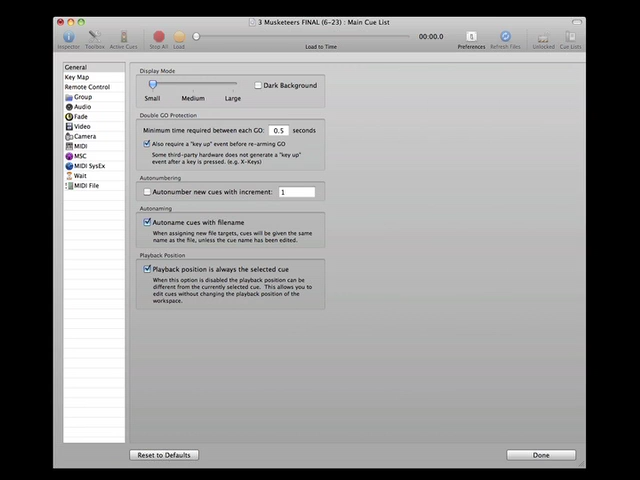 3 Musketeers FINAL (6-23) : Main Cue List
Inspector Toolbox Active Cues Stop All Load 00:00.0 Preferences Refresh Files Unlocked Cue Lists
Load to Time
General
Key Map
Remote Control
Group
Audio
Fade
Video
Camera
MIDI
MSC
MIDI SysEx
Wait
MIDI File
Display Mode
Dark Background
Small Medium Large
Double GO Protection
Minimum time required between each GO: 0.5 seconds
Also require a "key up" event before re-arming GO
Some third-party hardware does not generate a "key up"
event after a key is pressed. (e.g. X-Keys)
Autonumbering
Autonumber new cues with increment: 1
Autonaming
Autoname cues with filename
When assigning new file targets, cues will be given the same
name as the file, unless the cue name has been edited.
Playback Position
Playback position is always the selected cue
When this option is disabled the playback position can be
different from the currently selected cue. This allows you to
edit cues without changing the playback position of the
workspace.
Reset to Defaults Done